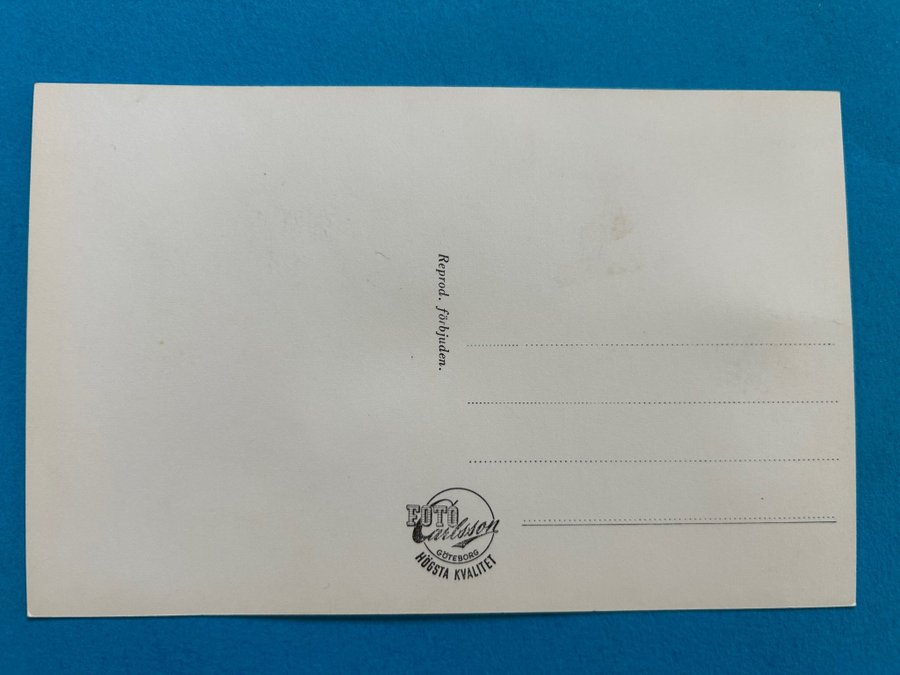 Reprod. förbjuden.
FOTO
Carlsson
GÖTEBORG
HÖGSTA KVALITET